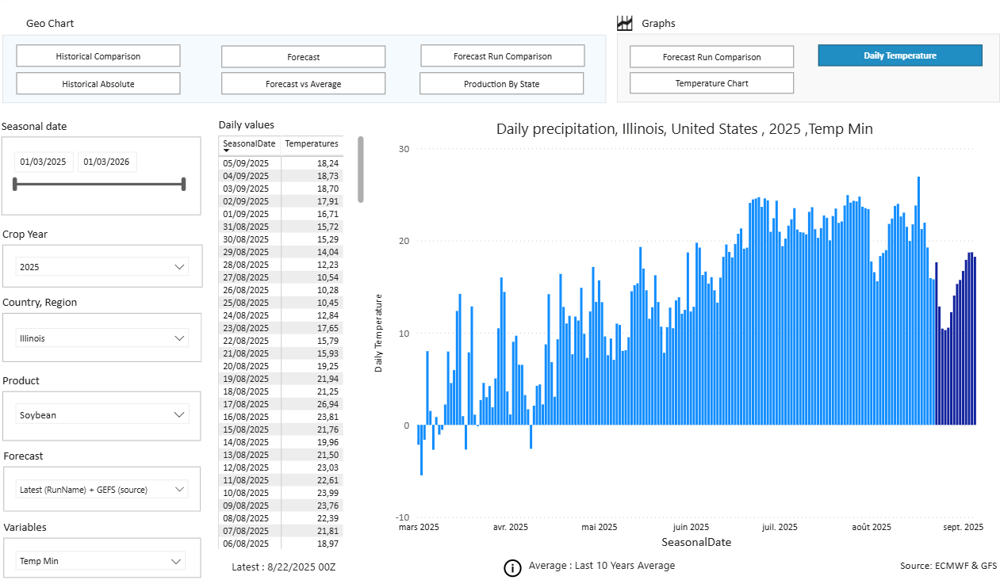 Geo Chart
Graphs
Historical Comparison
Forecast
Forecast Run Comparison
Forecast Run Comparison
Daily Temperature
Historical Absolute
Forecast vs Average
Production By State
Temperature Chart
Seasonal date
01/03/2025 01/03/2026
Crop Year
2025
Country, Region
Illinois
Product
Soybean
Forecast
Latest (RunName) + GEFS (source)
Variables
Temp Min
Daily values
SeasonalDate Temperatures
05/09/2025 18,24
04/09/2025 18,73
03/09/2025 18,70
02/09/2025 17,91
01/09/2025 16,71
31/08/2025 15,72
30/08/2025 15,29
29/08/2025 14,04
28/08/2025 12,23
27/08/2025 10,54
26/08/2025 10,28
25/08/2025 10,45
24/08/2025 12,84
23/08/2025 17,65
22/08/2025 15,79
21/08/2025 15,93
20/08/2025 19,25
19/08/2025 21,94
18/08/2025 21,25
17/08/2025 26,94
16/08/2025 23,81
15/08/2025 21,76
14/08/2025 19,96
13/08/2025 21,50
12/08/2025 23,03
11/08/2025 22,61
10/08/2025 23,99
09/08/2025 23,76
08/08/2025 22,39
07/08/2025 21,81
06/08/2025 18,97
Latest : 8/22/2025 00Z
Daily precipitation, Illinois, United States , 2025 ,Temp Min
30
20
10
0
-10
Daily Temperature
mars 2025 avr. 2025 mai 2025 juin 2025 juil. 2025 août 2025 sept. 2025
SeasonalDate
Average : Last 10 Years Average
Source: ECMWF & GFS